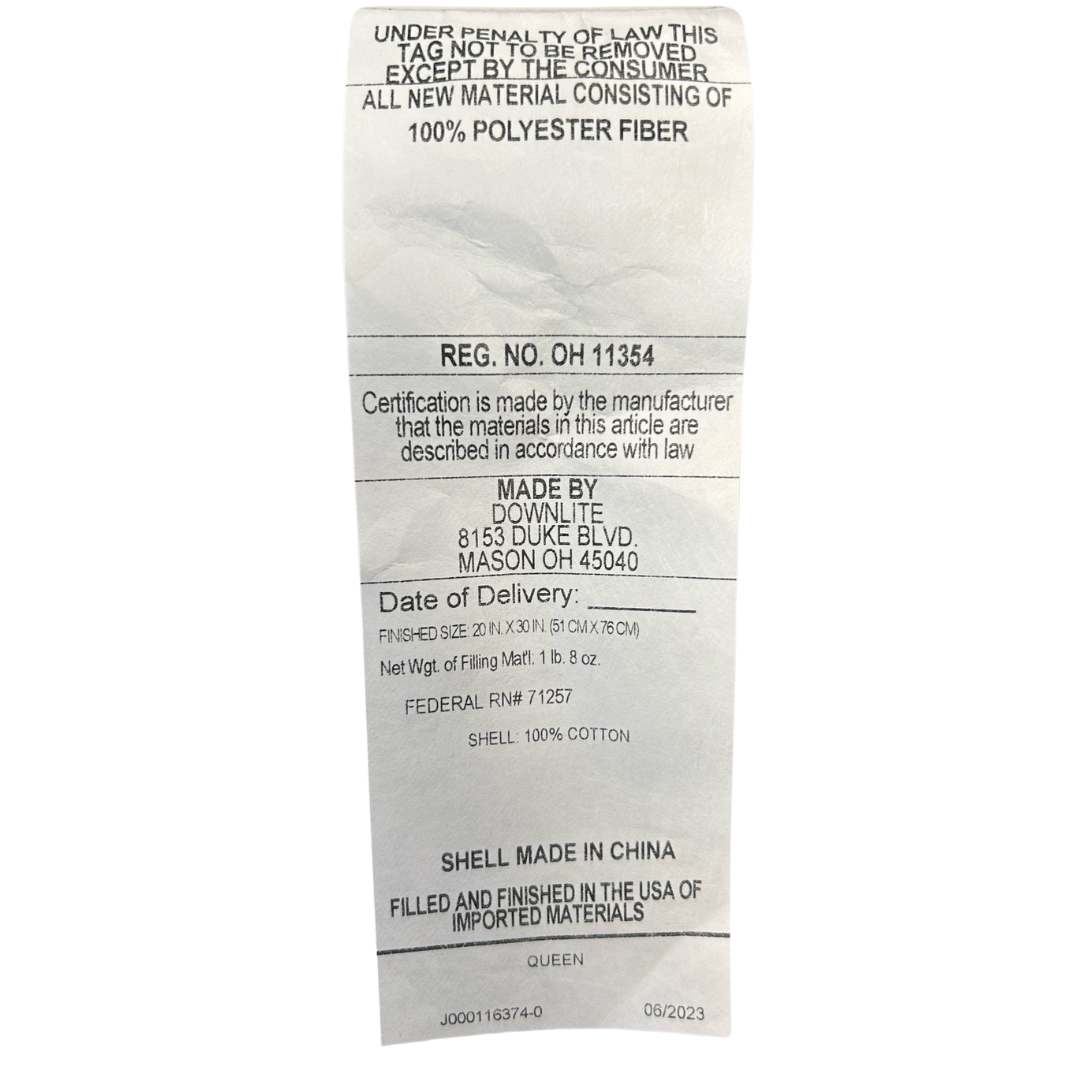 UNDER PENALTY OF LAW THIS
TAG NOT TO BE REMOVED
EXCEPT BY THE CONSUMER
ALL NEW MATERIAL CONSISTING OF
100% POLYESTER FIBER
REG. NO. OH 11354
Certification is made by the manufacturer
that the materials in this article are
described in accordance with law
MADE BY
DOWNLITE
8153 DUKE BLVD.
MASON OH 45040
Date of Delivery: ________
FINISHED SIZE: 20 IN. X 30 IN. (51 CM X 76 CM)
Net Wgt. of Filling Mat'l: 1 lb. 8 oz.
FEDERAL RN# 71257
SHELL: 100% COTTON
SHELL MADE IN CHINA
FILLED AND FINISHED IN THE USA OF
IMPORTED MATERIALS
QUEEN
J000116374-0 06/2023